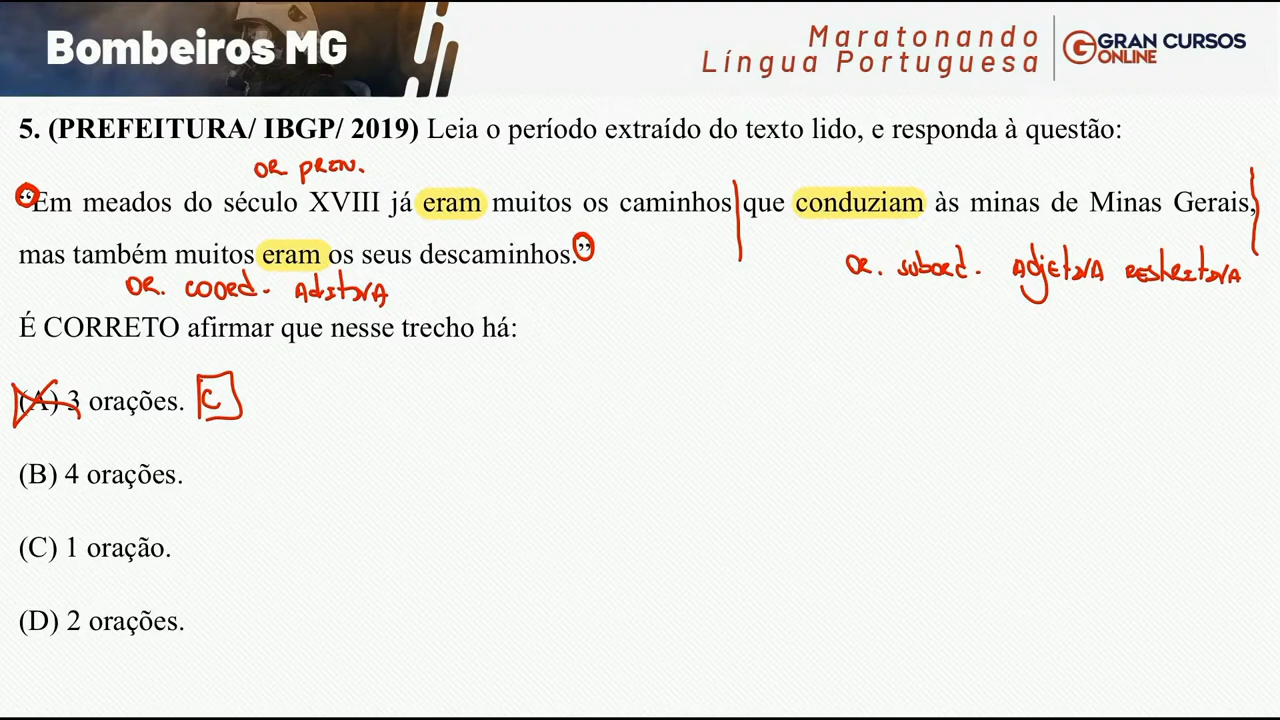 Bombeiros MG
Maratonando
Língua Portuguesa
GRAN CURSOS
ONLINE
5. (PREFEITURA/ IBGP/ 2019) Leia o período extraído do texto lido, e responda à questão:
OR PRIN.
“Em meados do século XVIII já eram muitos os caminhos que conduziam às minas de Minas Gerais,
mas também muitos eram os seus descaminhos.”
OR. subord. Adjetiva Restritiva
OR. coord. Aditiva
É CORRETO afirmar que nesse trecho há:
(A) 3 orações. C
(B) 4 orações.
(C) 1 oração.
(D) 2 orações.